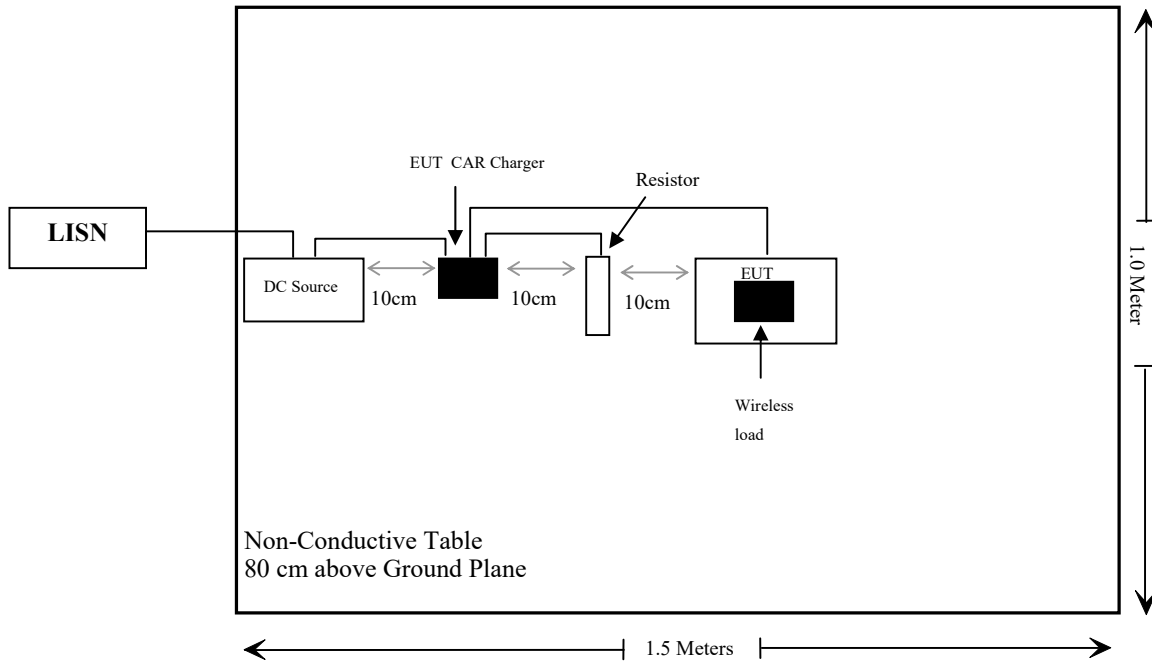 EUT CAR Charger
Resistor
LISN
EUT
DC Source
10cm
10cm
10cm
1.0 Meter
Wireless
load
Non-Conductive Table
80 cm above Ground Plane
1.5 Meters